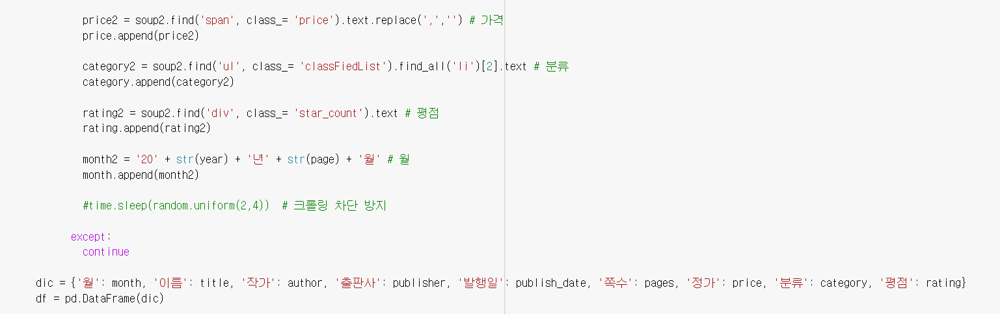 price2 = soup2.find('span', class_= 'price').text.replace(',','') # 가격
price.append(price2)
category2 = soup2.find('ul', class_= 'classFiedList').find_all('li')[2].text # 분류
category.append(category2)
rating2 = soup2.find('div', class_= 'star_count').text # 평점
rating.append(rating2)
month2 = '20' + str(year) + '년' + str(page) + '월' # 월
month.append(month2)
#time.sleep(random.uniform(2,4))  # 크롤링 차단 방지
except:
continue
dic = {'월': month, '이름': title, '작가': author, '출판사': publisher, '발행일': publish_date, '쪽수': pages, '정가': price, '분류': category, '평점': rating}
df = pd.DataFrame(dic)